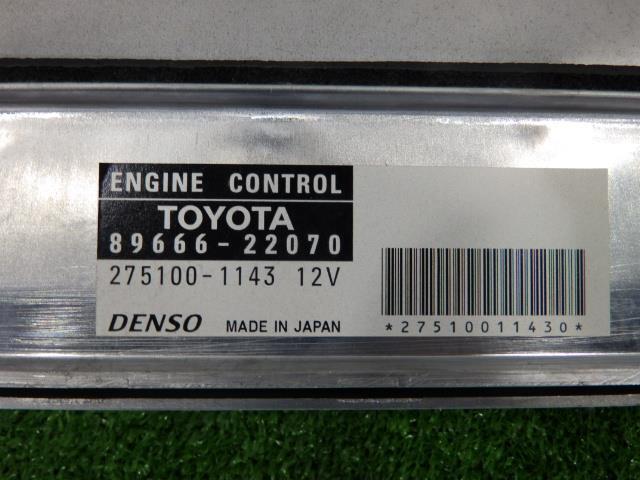 ENGINE CONTROL
TOYOTA
89666-22070
275100-1143 12V
DENSO MADE IN JAPAN
*27510011430*